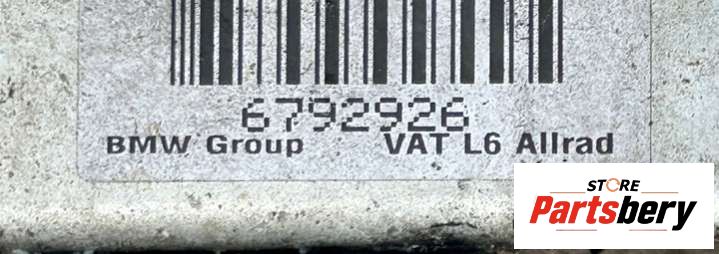 6792926
BMW Group VAT L6 Allrad
STORE
Partsbery